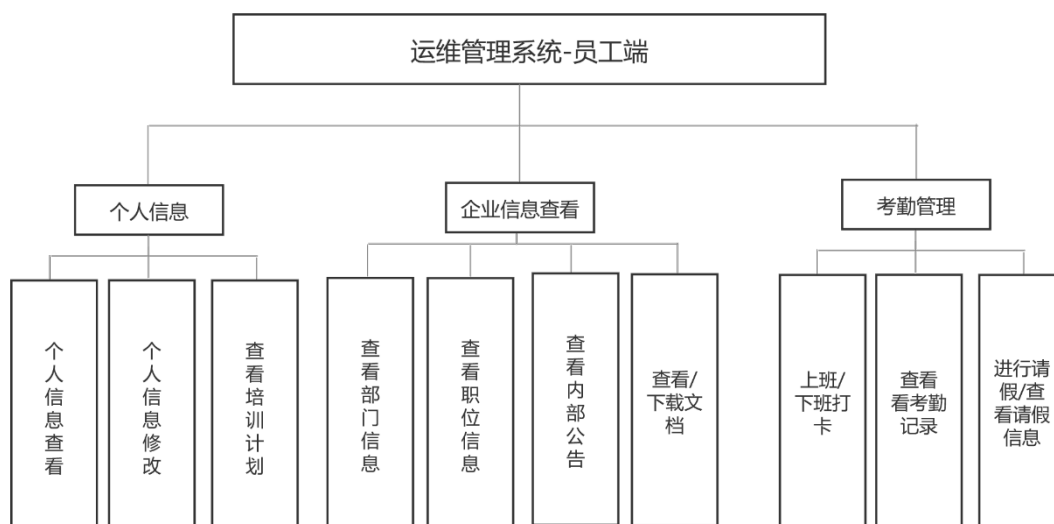 运维管理系统-员工端
个人信息
企业信息查看
考勤管理
个人信息查看
个人信息修改
查看培训计划
查看部门信息
查看职位信息
查看内部公告
查看/
下载文
档
上班/
下班打
卡
查看
看考勤
记录
进行请
假/查
看请假
信息